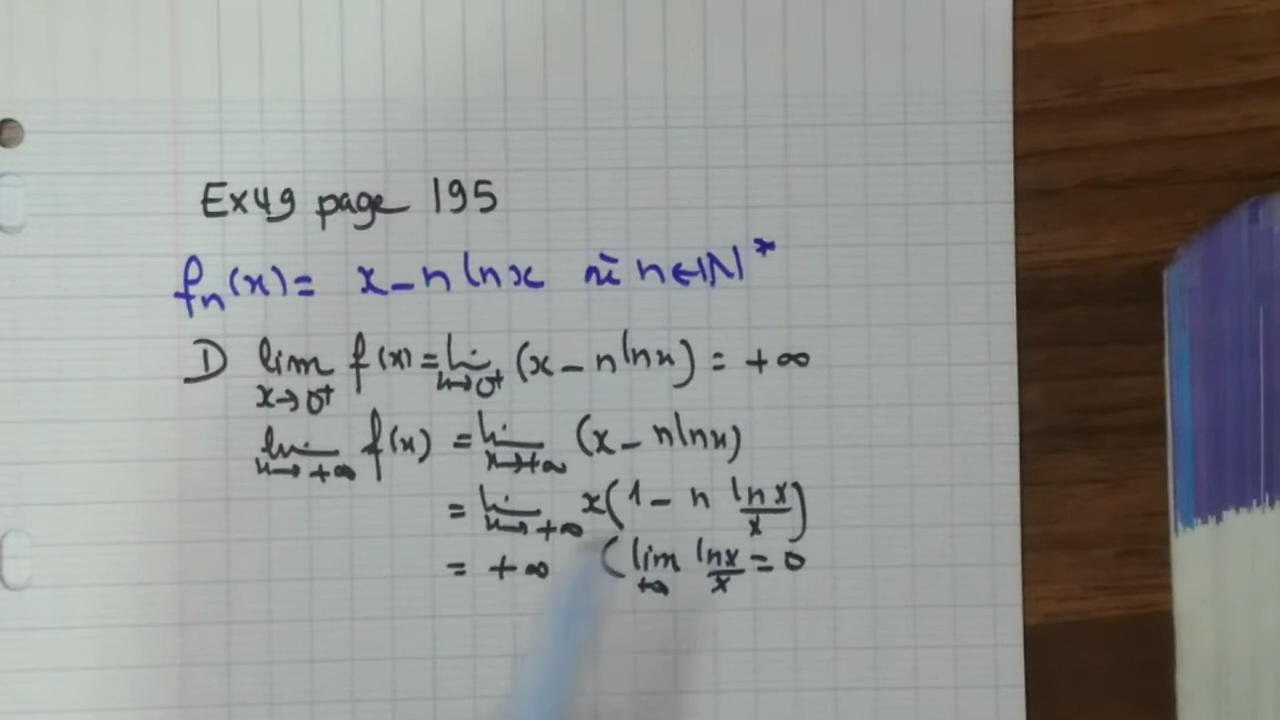 Ex49 page 195
fn(x) = x - n ln x n ∈ ℕ*
1) lim x→0⁺ f(x) = lim x→0⁺ (x - n ln x) = +∞
lim x→+∞ f(x) = lim x→+∞ (x - n ln x)
= lim x→+∞ x(1 - n ln x / x)
= +∞ (lim +∞ ln x / x = 0